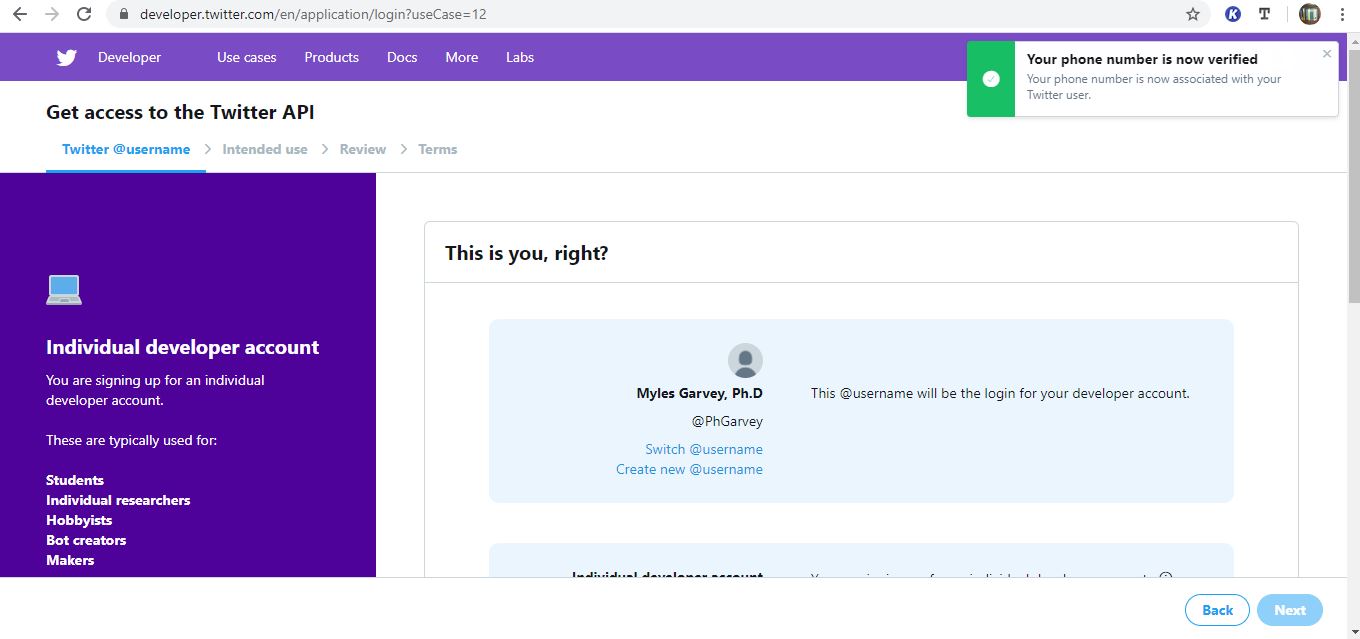 developer.twitter.com/en/application/login?useCase=12
Developer Use cases Products Docs More Labs
Your phone number is now verified
Your phone number is now associated with your
Twitter user.
Get access to the Twitter API
Twitter @username > Intended use > Review > Terms
Individual developer account
You are signing up for an individual
developer account.
These are typically used for:
Students
Individual researchers
Hobbyists
Bot creators
Makers
This is you, right?
Myles Garvey, Ph.D
This @username will be the login for your developer account.
@PhGarvey
Switch @username
Create new @username
Individual developer account
Back Next